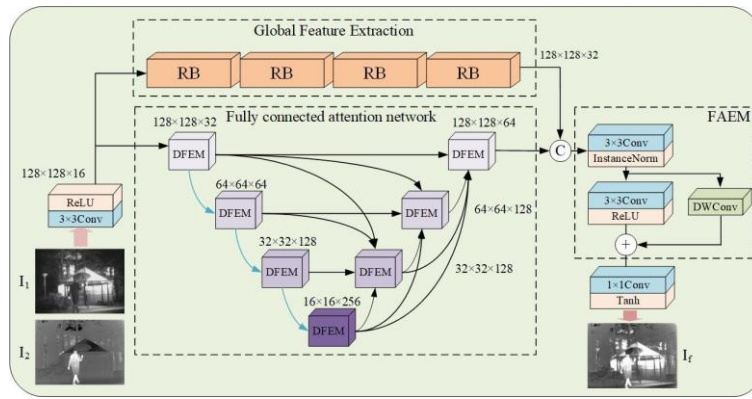 Global Feature Extraction
RB
RB
RB
RB
128×128×32
Fully connected attention network
128×128×32
128×128×64
FAEM
DFEM
DFEM
C
3×3Conv
InstanceNorm
128×128×16
ReLU
3×3Conv
64×64×64
DFEM
DFEM
64×64×128
3×3Conv
ReLU
DWConv
32×32×128
DFEM
DFEM
32×32×128
+
I₁
16×16×256
DFEM
1×1Conv
Tanh
I₂
I_f